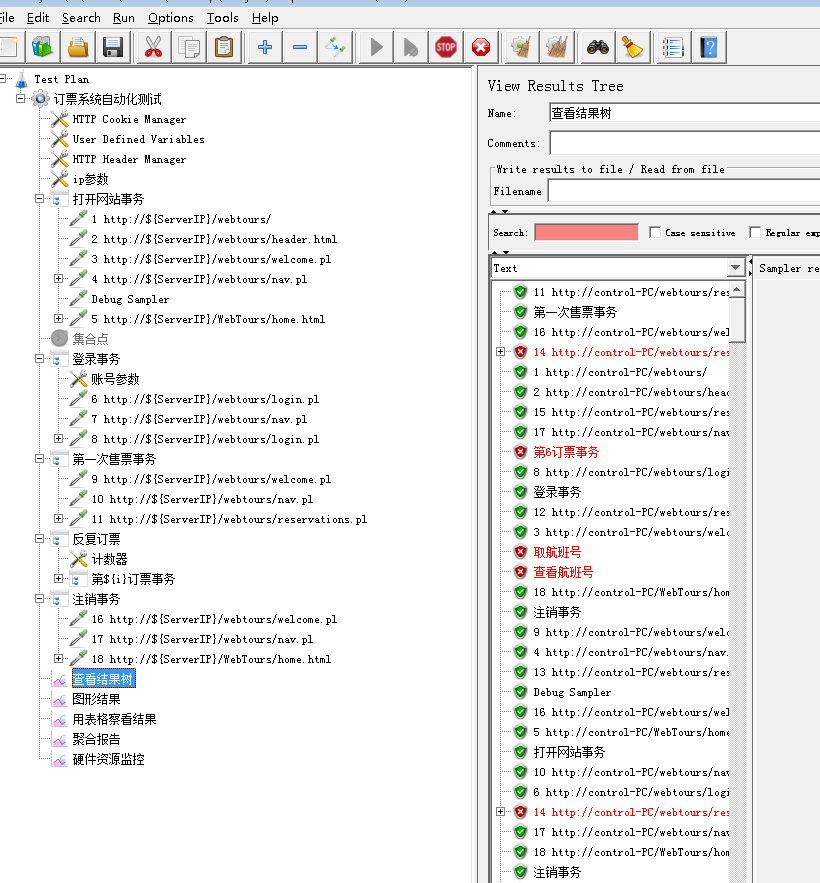 File Edit Search Run Options Tools Help
STOP
Test Plan
订票系统自动化测试
HTTP Cookie Manager
User Defined Variables
HTTP Header Manager
ip参数
打开网站事务
1 http://${ServerIP}/webtours/
2 http://${ServerIP}/webtours/header.html
3 http://${ServerIP}/webtours/welcome.pl
4 http://${ServerIP}/webtours/nav.pl
Debug Sampler
5 http://${ServerIP}/WebTours/home.html
集合点
登录事务
账号参数
6 http://${ServerIP}/webtours/login.pl
7 http://${ServerIP}/webtours/nav.pl
8 http://${ServerIP}/webtours/login.pl
第一次售票事务
9 http://${ServerIP}/webtours/welcome.pl
10 http://${ServerIP}/webtours/nav.pl
11 http://${ServerIP}/webtours/reservations.pl
反复订票
计数器
第${i}订票事务
注销事务
16 http://${ServerIP}/webtours/welcome.pl
17 http://${ServerIP}/webtours/nav.pl
18 http://${ServerIP}/WebTours/home.html
查看结果树
图形结果
用表格察看结果
聚合报告
硬件资源监控
View Results Tree
Name: 查看结果树
Comments:
Write results to file / Read from file
Filename
Search: Case sensitive Regular exp
Text
Sampler re
11 http://control-PC/webtours/res
第一次售票事务
16 http://control-PC/webtours/wel
14 http://control-PC/webtours/res
1 http://control-PC/webtours/
2 http://control-PC/webtours/head
15 http://control-PC/webtours/res
17 http://control-PC/webtours/nav
第6订票事务
8 http://control-PC/webtours/logi
登录事务
12 http://control-PC/webtours/res
3 http://control-PC/webtours/welc
取航班号
查看航班号
18 http://control-PC/WebTours/hom
注销事务
9 http://control-PC/webtours/welc
4 http://control-PC/webtours/nav.
13 http://control-PC/webtours/res
Debug Sampler
16 http://control-PC/webtours/wel
5 http://control-PC/WebTours/home
打开网站事务
10 http://control-PC/webtours/nav
6 http://control-PC/webtours/logi
14 http://control-PC/webtours/res
17 http://control-PC/webtours/nav
18 http://control-PC/WebTours/hom
注销事务